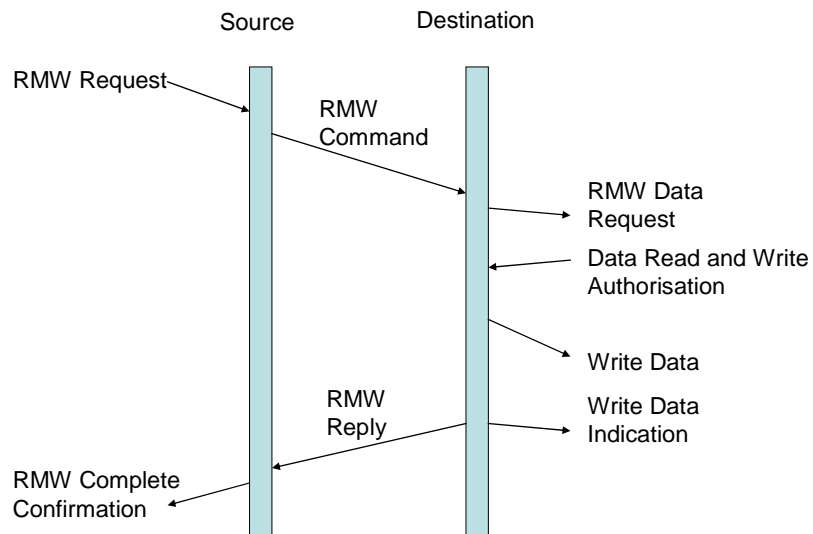 Source
Destination
RMW Request
RMW
Command
RMW Data
Request
Data Read and Write
Authorisation
Write Data
RMW
Reply
Write Data
Indication
RMW Complete
Confirmation